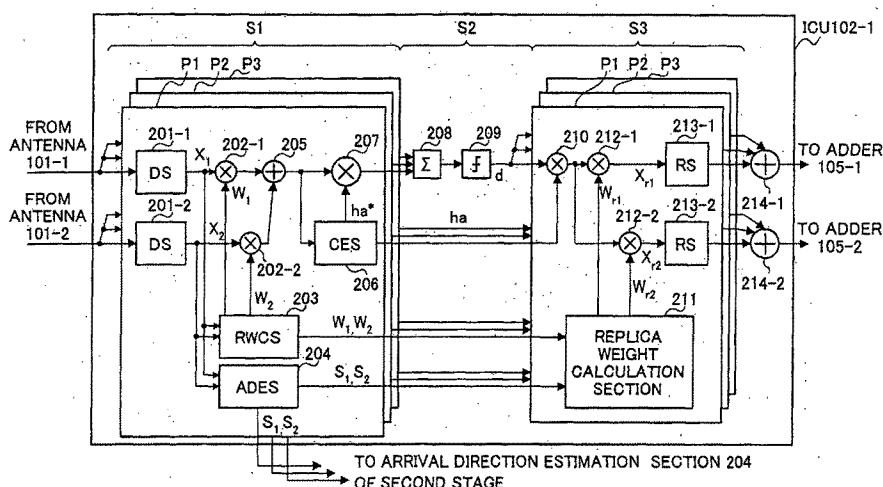 S1
S2
S3
ICU102-1
P1
P2
P3
P1
P2
P3
FROM
ANTENNA
101-1
201-1
DS
X1
202-1
205
207
208
Σ
209
d
210
212-1
213-1
RS
Xr1
TO ADDER
105-1
214-1
W1
Wr1
FROM
ANTENNA
101-2
201-2
DS
X2
ha*
CES
206
ha
202-2
212-2
213-2
RS
Xr2
TO ADDER
105-2
214-2
W2
Wr2
203
RWCS
W1,W2
211
REPLICA
WEIGHT
CALCULATION
SECTION
204
ADES
S1,S2
S1,S2
TO ARRIVAL DIRECTION ESTIMATION SECTION 204
OF SECOND STAGE